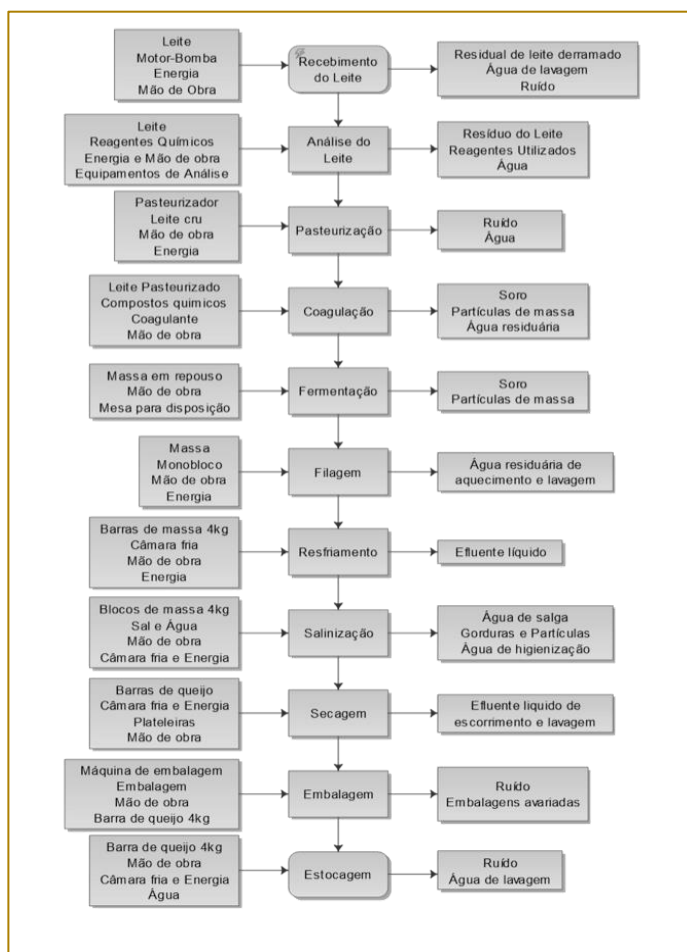 Leite
Motor-Bomba
Energia
Mão de Obra
Recebimento
do Leite
Residual de leite derramado
Água de lavagem
Ruído
Leite
Reagentes Químicos
Energia e Mão de obra
Equipamentos de Análise
Análise do
Leite
Resíduo do Leite
Reagentes Utilizados
Água
Pasteurizador
Leite cru
Mão de obra
Energia
Pasteurização
Ruído
Água
Leite Pasteurizado
Compostos quimicos
Coagulante
Mão de obra
Coagulação
Soro
Partículas de massa
Água residuária
Massa em repouso
Mão de obra
Mesa para disposição
Fermentação
Soro
Partículas de massa
Massa
Monobloco
Mão de obra
Energia
Filagem
Água residuária de
aquecimento e lavagem
Barras de massa 4kg
Câmara fria
Mão de obra
Energia
Resfriamento
Efluente líquido
Blocos de massa 4kg
Sal e Água
Mão de obra
Câmara fria e Energia
Salinização
Água de salga
Gorduras e Partículas
Água de higienização
Barras de queijo
Câmara fria e Energia
Plateleiras
Mão de obra
Secagem
Efluente liquido de
escorrimento e lavagem
Máquina de embalagem
Embalagem
Mão de obra
Barra de queijo 4kg
Embalagem
Ruído
Embalagens avariadas
Barra de queijo 4kg
Mão de obra
Câmara fria e Energia
Água
Estocagem
Ruído
Água de lavagem